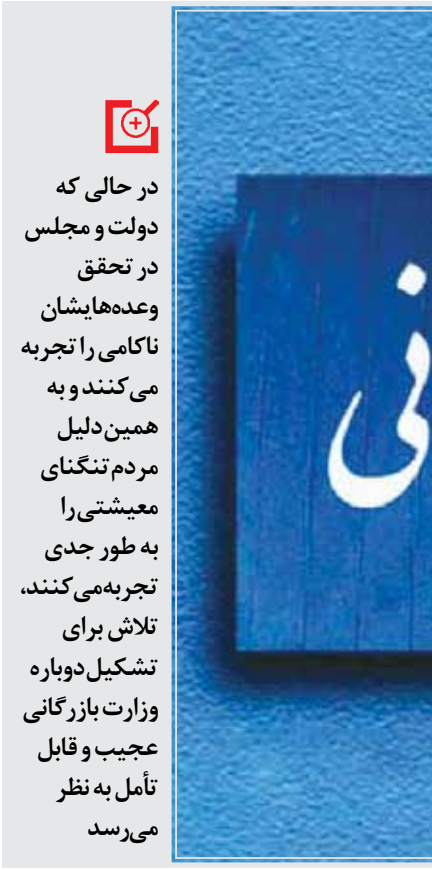 در حالی که
دولت و مجلس
در تحقق
وعده‌هایشان
ناکامی را تجربه
می‌کنند و به
همین دلیل
مردم تنگنای
معیشتی را
به طور جدی
تجربه می‌کنند،
تلاش برای
تشکیل دوباره
وزارت بازرگانی
عجیب و قابل
تأمل به نظر
می‌رسد
نی